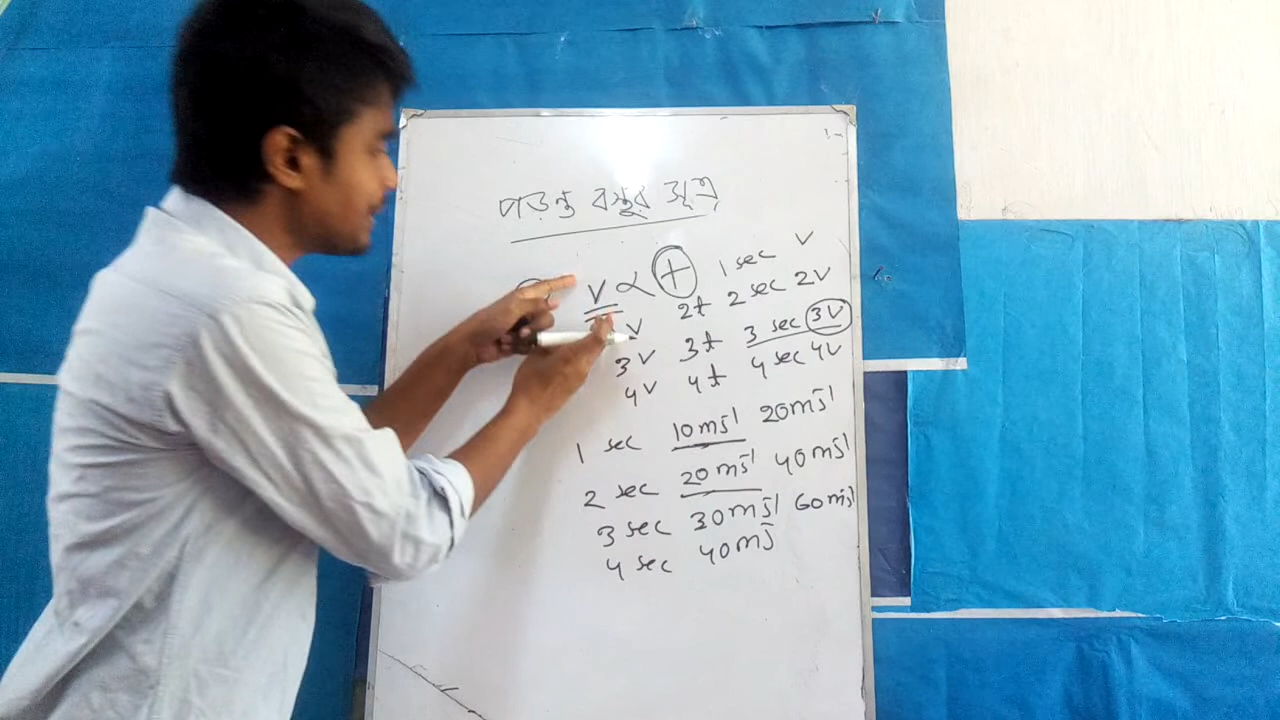 পড়ন্ত বস্তুর সূত্র
v ∝ t 1 sec v
2t 2 sec 2v
v
3v 3t 3 sec 3v
4v 4t 4 sec 4v
1 sec 10ms⁻¹ 20ms⁻¹
2 sec 20ms⁻¹ 40ms⁻¹
3 sec 30ms⁻¹ 60ms⁻¹
4 sec 40ms⁻